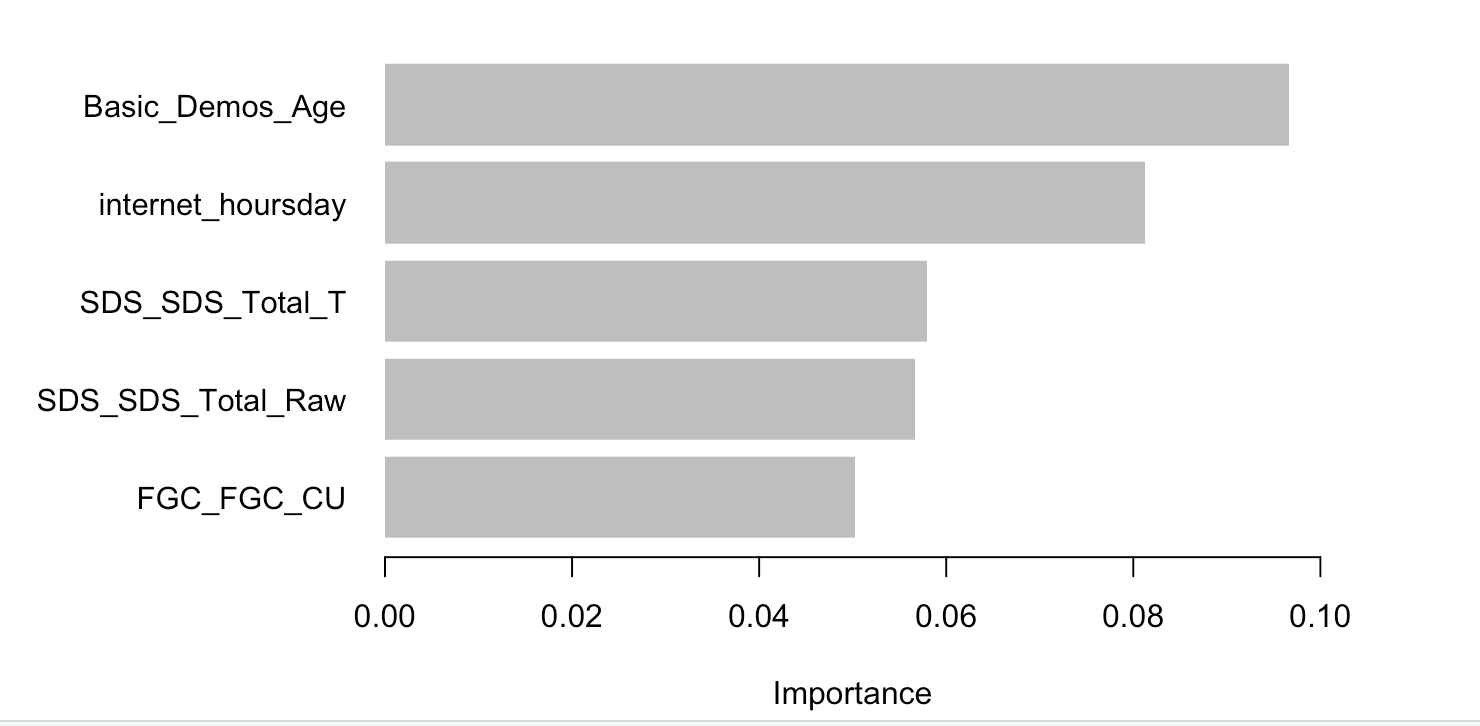 Basic_Demos_Age
internet_hoursday
SDS_SDS_Total_T
SDS_SDS_Total_Raw
FGC_FGC_CU
0.00 0.02 0.04 0.06 0.08 0.10
Importance